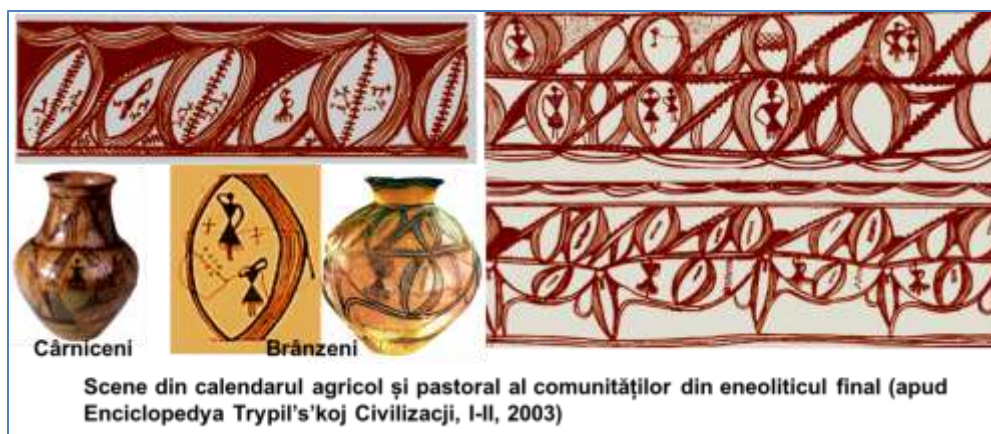 Cârniceni
Brânzeni
Scene din calendarul agricol și pastoral al comunităților din eneoliticul final (apud
Enciclopedya Trypil's'koj Civilizacji, I-II, 2003)